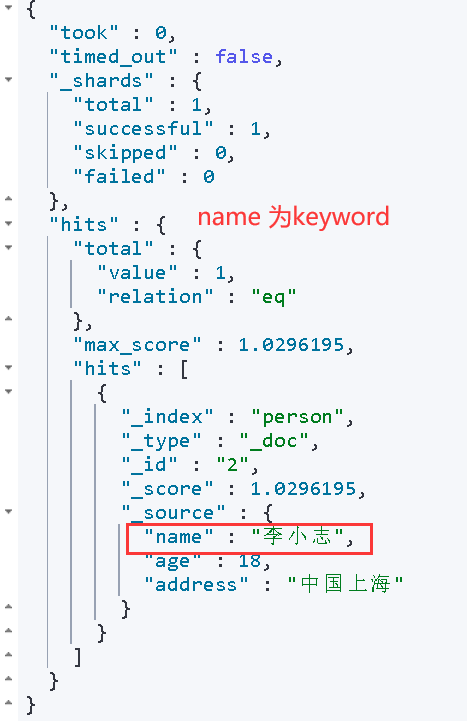 {
"took" : 0,
"timed_out" : false,
"_shards" : {
"total" : 1,
"successful" : 1,
"skipped" : 0,
"failed" : 0
},
"hits" : {
name 为keyword
"total" : {
"value" : 1,
"relation" : "eq"
},
"max_score" : 1.0296195,
"hits" : [
{
"_index" : "person",
"_type" : "_doc",
"_id" : "2",
"_score" : 1.0296195,
"_source" : {
"name" : "李小志",
"age" : 18,
"address" : "中国上海"
}
}
]
}
}